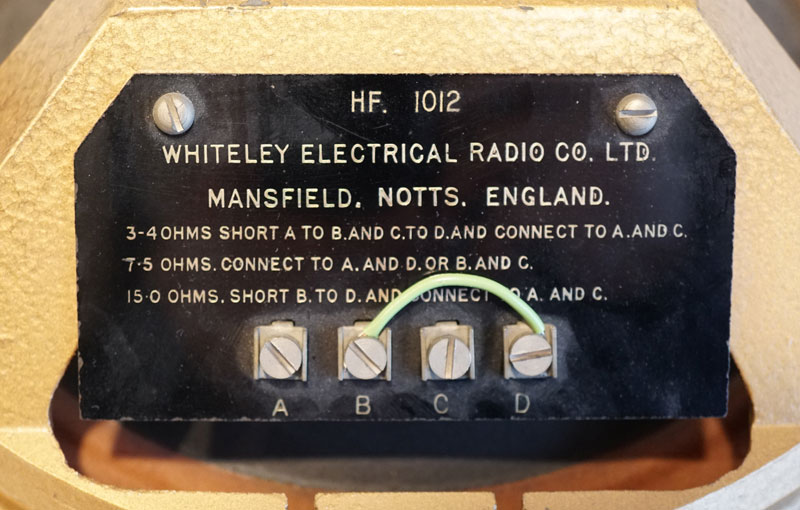 HF. 1012
WHITELEY ELECTRICAL RADIO CO. LTD.
MANSFIELD. NOTTS. ENGLAND.
3-4 OHMS SHORT A TO B.AND C.TO D.AND CONNECT TO A.AND C.
7·5 OHMS. CONNECT TO A. AND D. OR B. AND C.
15·0 OHMS. SHORT B. TO D. AND CONNECT TO A. AND C.
A B C D